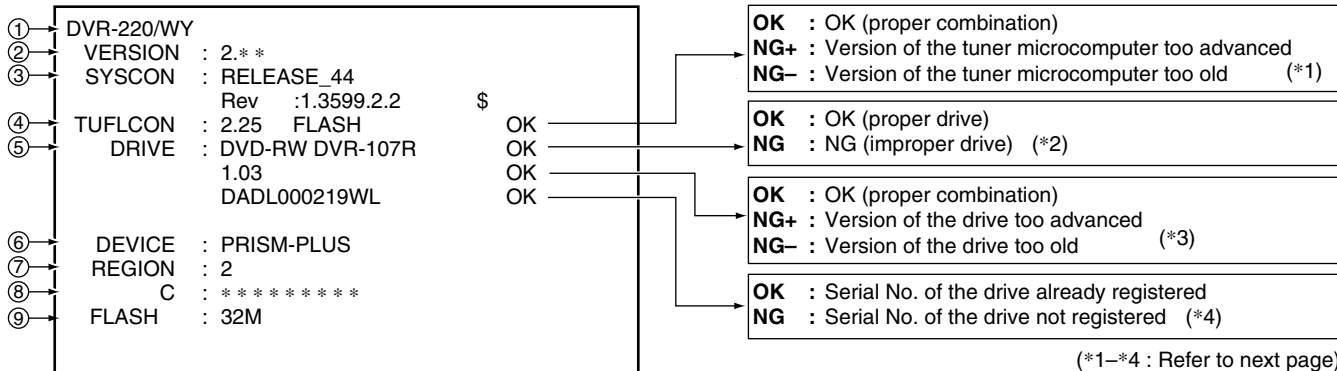 ① DVR-220/WY
② VERSION : 2.**
③ SYSCON : RELEASE_44
Rev :1.3599.2.2 $
④ TUFLCON : 2.25 FLASH OK
⑤ DRIVE : DVD-RW DVR-107R OK
1.03 OK
DADL000219WL OK
⑥ DEVICE : PRISM-PLUS
⑦ REGION : 2
⑧ C : *********
⑨ FLASH : 32M
OK : OK (proper combination)
NG+ : Version of the tuner microcomputer too advanced
NG– : Version of the tuner microcomputer too old (*1)
OK : OK (proper drive)
NG : NG (improper drive) (*2)
OK : OK (proper combination)
NG+ : Version of the drive too advanced
NG– : Version of the drive too old (*3)
OK : Serial No. of the drive already registered
NG : Serial No. of the drive not registered (*4)
(*1–*4 : Refer to next page)